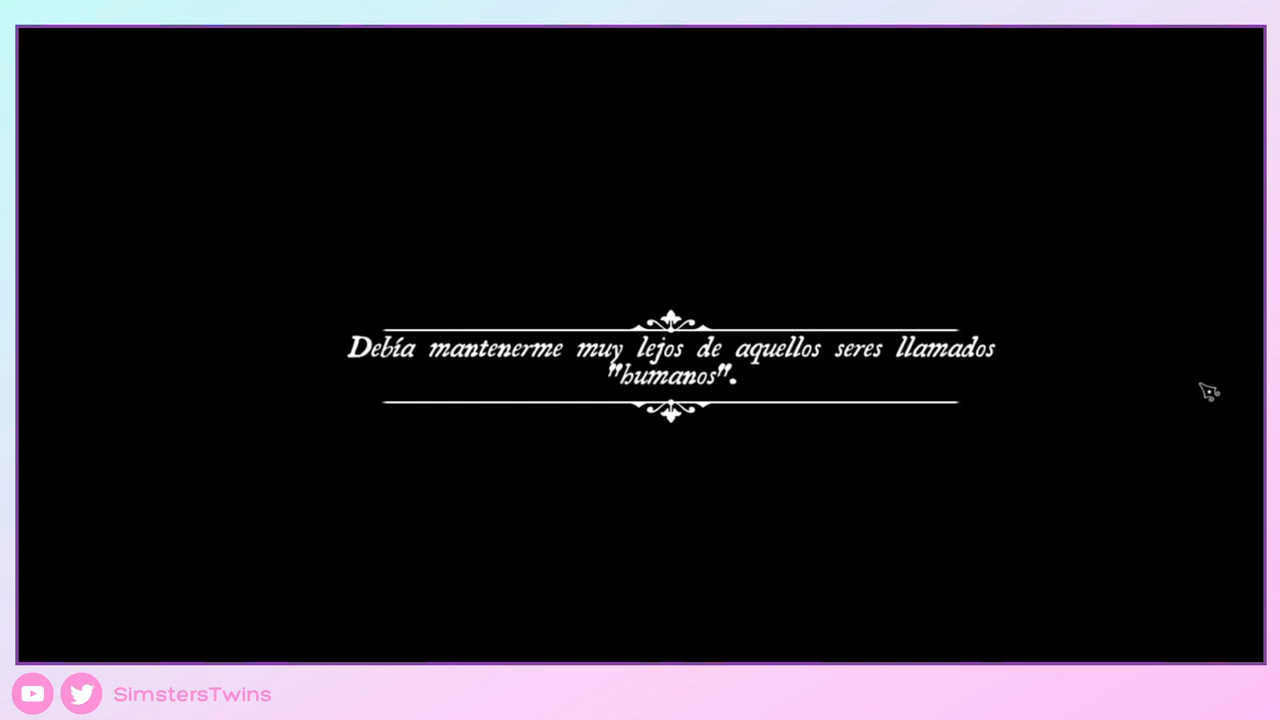 Debía mantenerme muy lejos de aquellos seres llamados
"humanos".
SimstersTwins